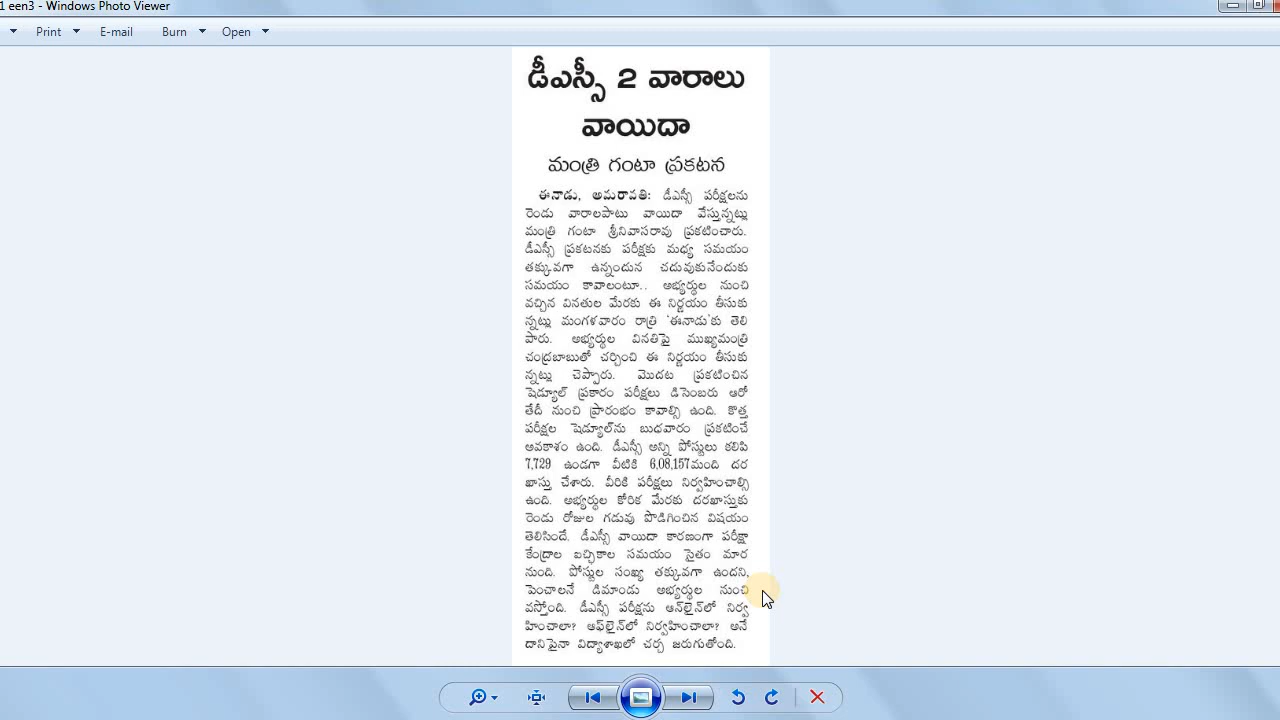 1 een3 - Windows Photo Viewer
Print E-mail Burn Open
డీఎస్సీ 2 వారాలు
వాయిదా
మంత్రి గంటా ప్రకటన
ఈనాడు, అమరావతి: డీఎస్సీ పరీక్షలను
రెండు వారాలపాటు వాయిదా వేస్తున్నట్లు
మంత్రి గంటా శ్రీనివాసరావు ప్రకటించారు.
డీఎస్సీ ప్రకటనకు పరీక్షకు మధ్య సమయం
తక్కువగా ఉన్నందున చదువుకునేందుకు
సమయం కావాలంటూ.. అభ్యర్థుల నుంచి
వచ్చిన వినతుల మేరకు ఈ నిర్ణయం తీసుకు
న్నట్లు మంగళవారం రాత్రి ‘ఈనాడు’కు తెలి
పారు. అభ్యర్థుల వినతిపై ముఖ్యమంత్రి
చంద్రబాబుతో చర్చించి ఈ నిర్ణయం తీసుకు
న్నట్లు చెప్పారు. మొదట ప్రకటించిన
షెడ్యూల్ ప్రకారం పరీక్షలు డిసెంబరు ఆరో
తేదీ నుంచి ప్రారంభం కావాల్సి ఉంది. కొత్త
పరీక్షల షెడ్యూల్‌ను బుధవారం ప్రకటించే
అవకాశం ఉంది. డీఎస్సీ అన్ని పోస్టులు కలిపి
7,729 ఉండగా వీటికి 6,08,157మంది దర
ఖాస్తు చేశారు. వీరికి పరీక్షలు నిర్వహించాల్సి
ఉంది. అభ్యర్థుల కోరిక మేరకు దరఖాస్తుకు
రెండు రోజుల గడువు పొడిగించిన విషయం
తెలిసిందే. డీఎస్సీ వాయిదా కారణంగా పరీక్షా
కేంద్రాల ఐచ్ఛికాల సమయం సైతం మార
నుంది. పోస్టుల సంఖ్య తక్కువగా ఉందని,
పెంచాలనే డిమాండు అభ్యర్థుల నుంచి
వస్తోంది. డీఎస్సీ పరీక్షను ఆన్‌లైన్‌లో నిర్వ
హించాలా? ఆఫ్‌లైన్‌లో నిర్వహించాలా? అనే
దానిపైనా విద్యాశాఖలో చర్చ జరుగుతోంది.